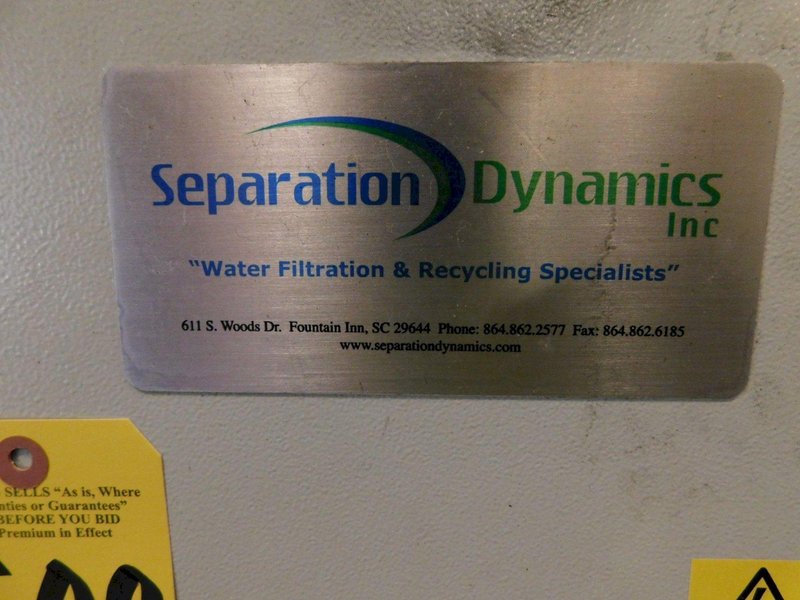 Separation Dynamics
Inc
"Water Filtration & Recycling Specialists"
611 S. Woods Dr. Fountain Inn, SC 29644 Phone: 864.862.2577 Fax: 864.862.6185
www.separationdynamics.com
SELLS "As is, Where
or Guarantees"
BEFORE YOU BID
Premium in Effect